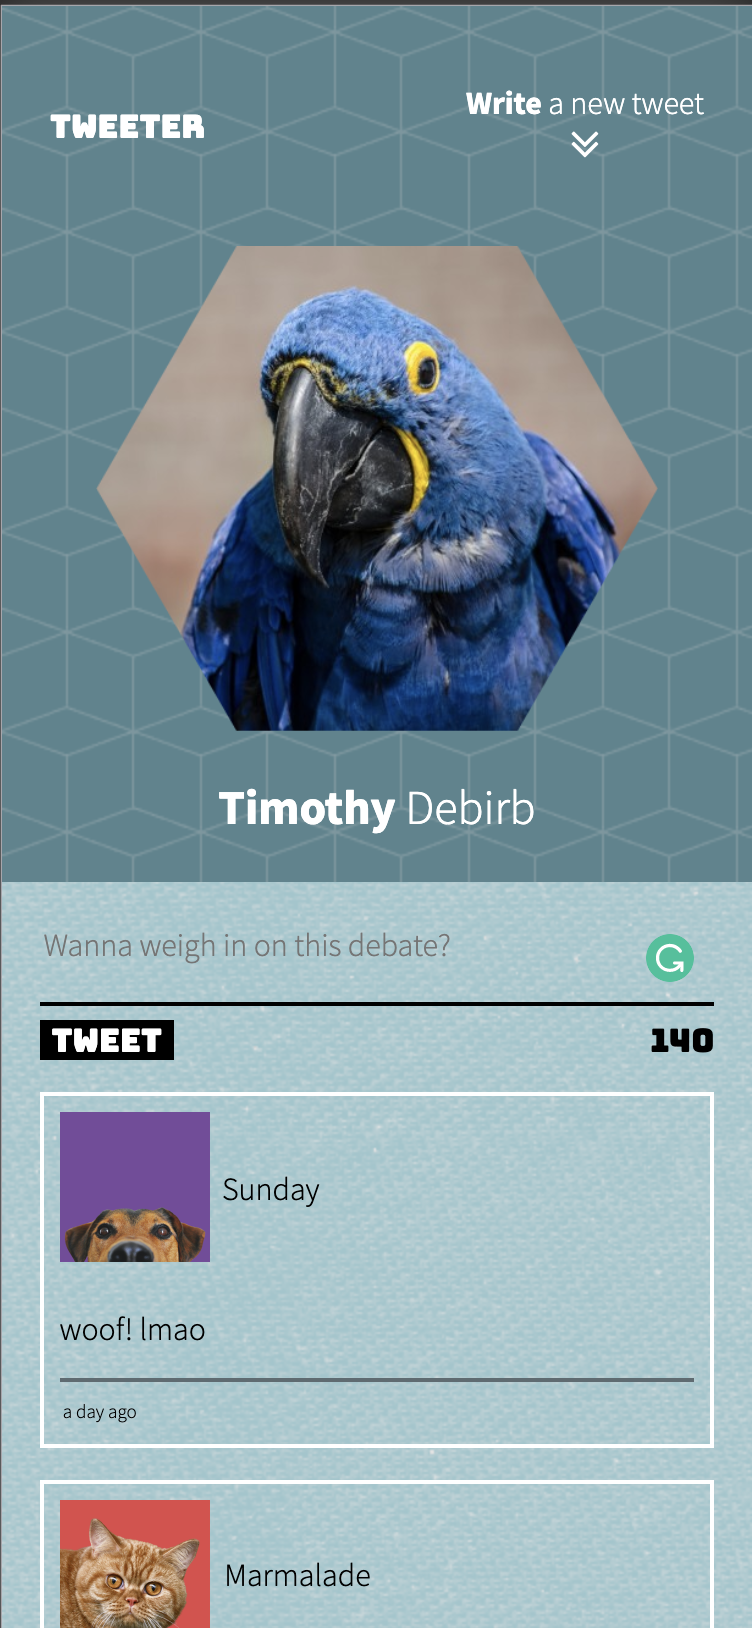 TWEETER
Write a new tweet
Timothy Debirb
Wanna weigh in on this debate?
TWEET
140
Sunday
woof! lmao
a day ago
Marmalade